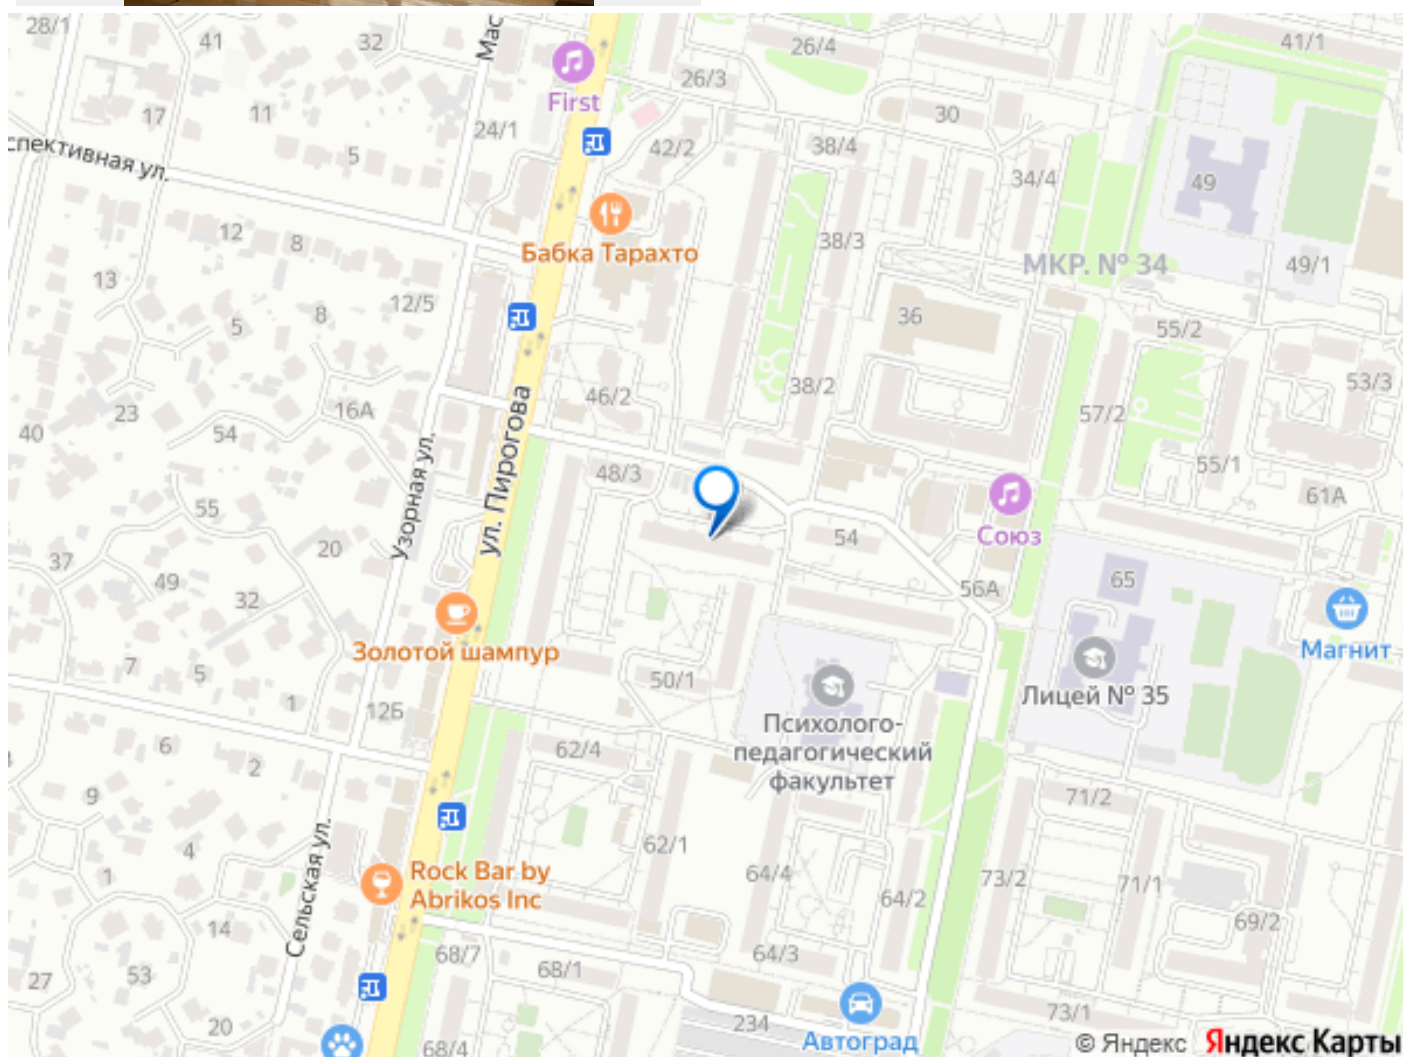 28/1
41
32
Мас
First
26/4
41/1
26/3
17
11
24/1
30
5
42/2
38/4
34/4
49
спективная ул.
12
8
Бабка Тарахто
38/3
МКР. № 34
49/1
13
12/5
5
8
36
55/2
46/2
38/2
53/3
23
16А
57/2
40
54
ул. Пирогова
Узорная ул.
48/3
55/1
61А
55
20
54
Союз
37
49
32
56А
65
Золотой шампур
Магнит
7
5
50/1
Лицей № 35
1
12Б
Психолого-
педагогический
факультет
6
2
62/4
9
71/2
4
62/1
1
Rock Bar by
Abrikos Inc
64/4
73/2
71/1
64/2
Сельская ул.
14
69/2
68/7
64/3
53
27
68/1
20
234
73/1
68/4
Автоград
© Яндекс Яндекс Карты